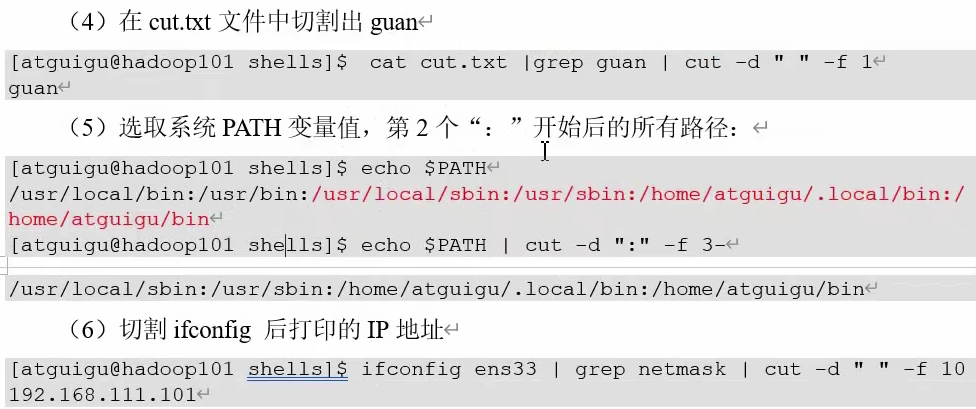 （4）在 cut.txt 文件中切割出 guan
[atguigu@hadoop101 shells]$  cat cut.txt |grep guan | cut -d " " -f 1
guan
（5）选取系统 PATH 变量值，第 2 个“：”开始后的所有路径：
[atguigu@hadoop101 shells]$ echo $PATH
/usr/local/bin:/usr/bin:/usr/local/sbin:/usr/sbin:/home/atguigu/.local/bin:/
home/atguigu/bin
[atguigu@hadoop101 shells]$ echo $PATH | cut -d ":" -f 3-
/usr/local/sbin:/usr/sbin:/home/atguigu/.local/bin:/home/atguigu/bin
（6）切割 ifconfig 后打印的 IP 地址
[atguigu@hadoop101 shells]$ ifconfig ens33 | grep netmask | cut -d " " -f 10
192.168.111.101